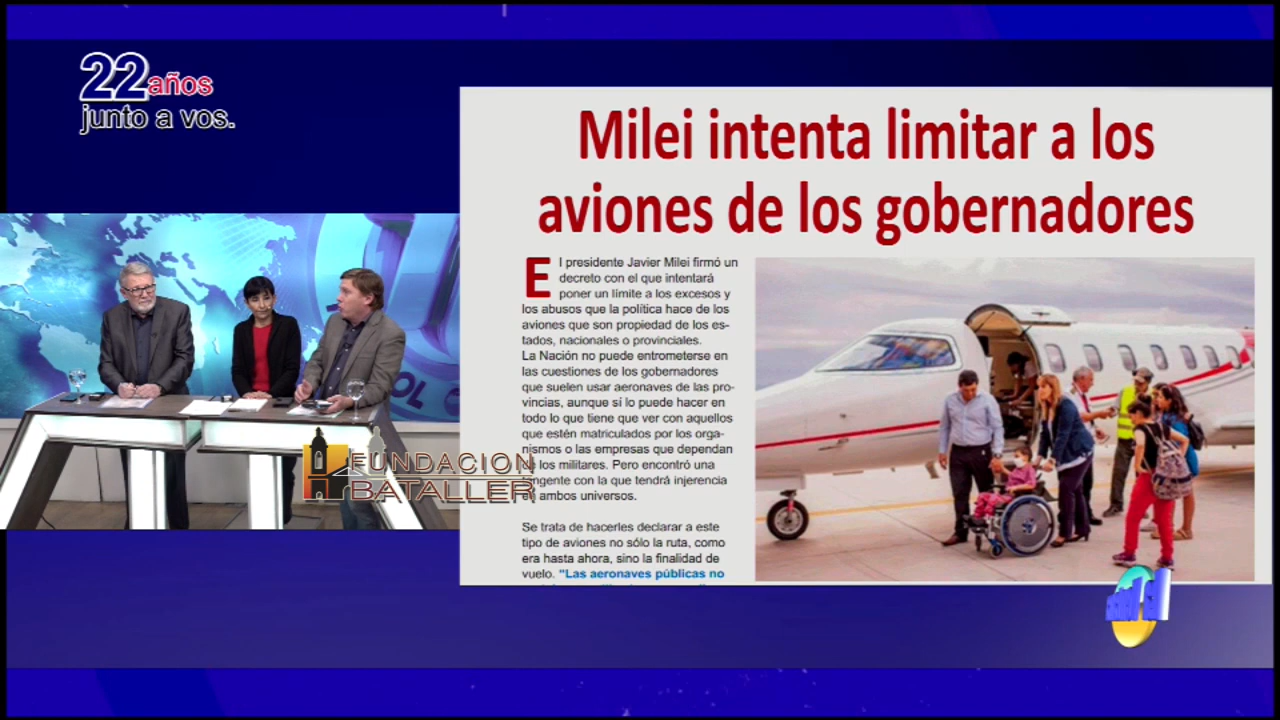 22 años
junto a vos.
Milei intenta limitar a los
aviones de los gobernadores
El presidente Javier Milei firmó un
decreto con el que intentará
poner un límite a los excesos y
los abusos que la política hace de los
aviones que son propiedad de los es-
tados, nacionales o provinciales.
La Nación no puede entrometerse en
las cuestiones de los gobernadores
que suelen usar aeronaves de las pro-
vincias, aunque sí lo puede hacer en
todo lo que tiene que ver con aquellos
que estén matriculados por los orga-
nismos o las empresas que dependan
los militares. Pero encontró una
ngente con la que tendrá injerencia
ambos universos.
Se trata de hacerles declarar a este
tipo de aviones no sólo la ruta, como
era hasta ahora, sino la finalidad de
vuelo. "Las aeronaves públicas no
FUNDACION
BATALLER